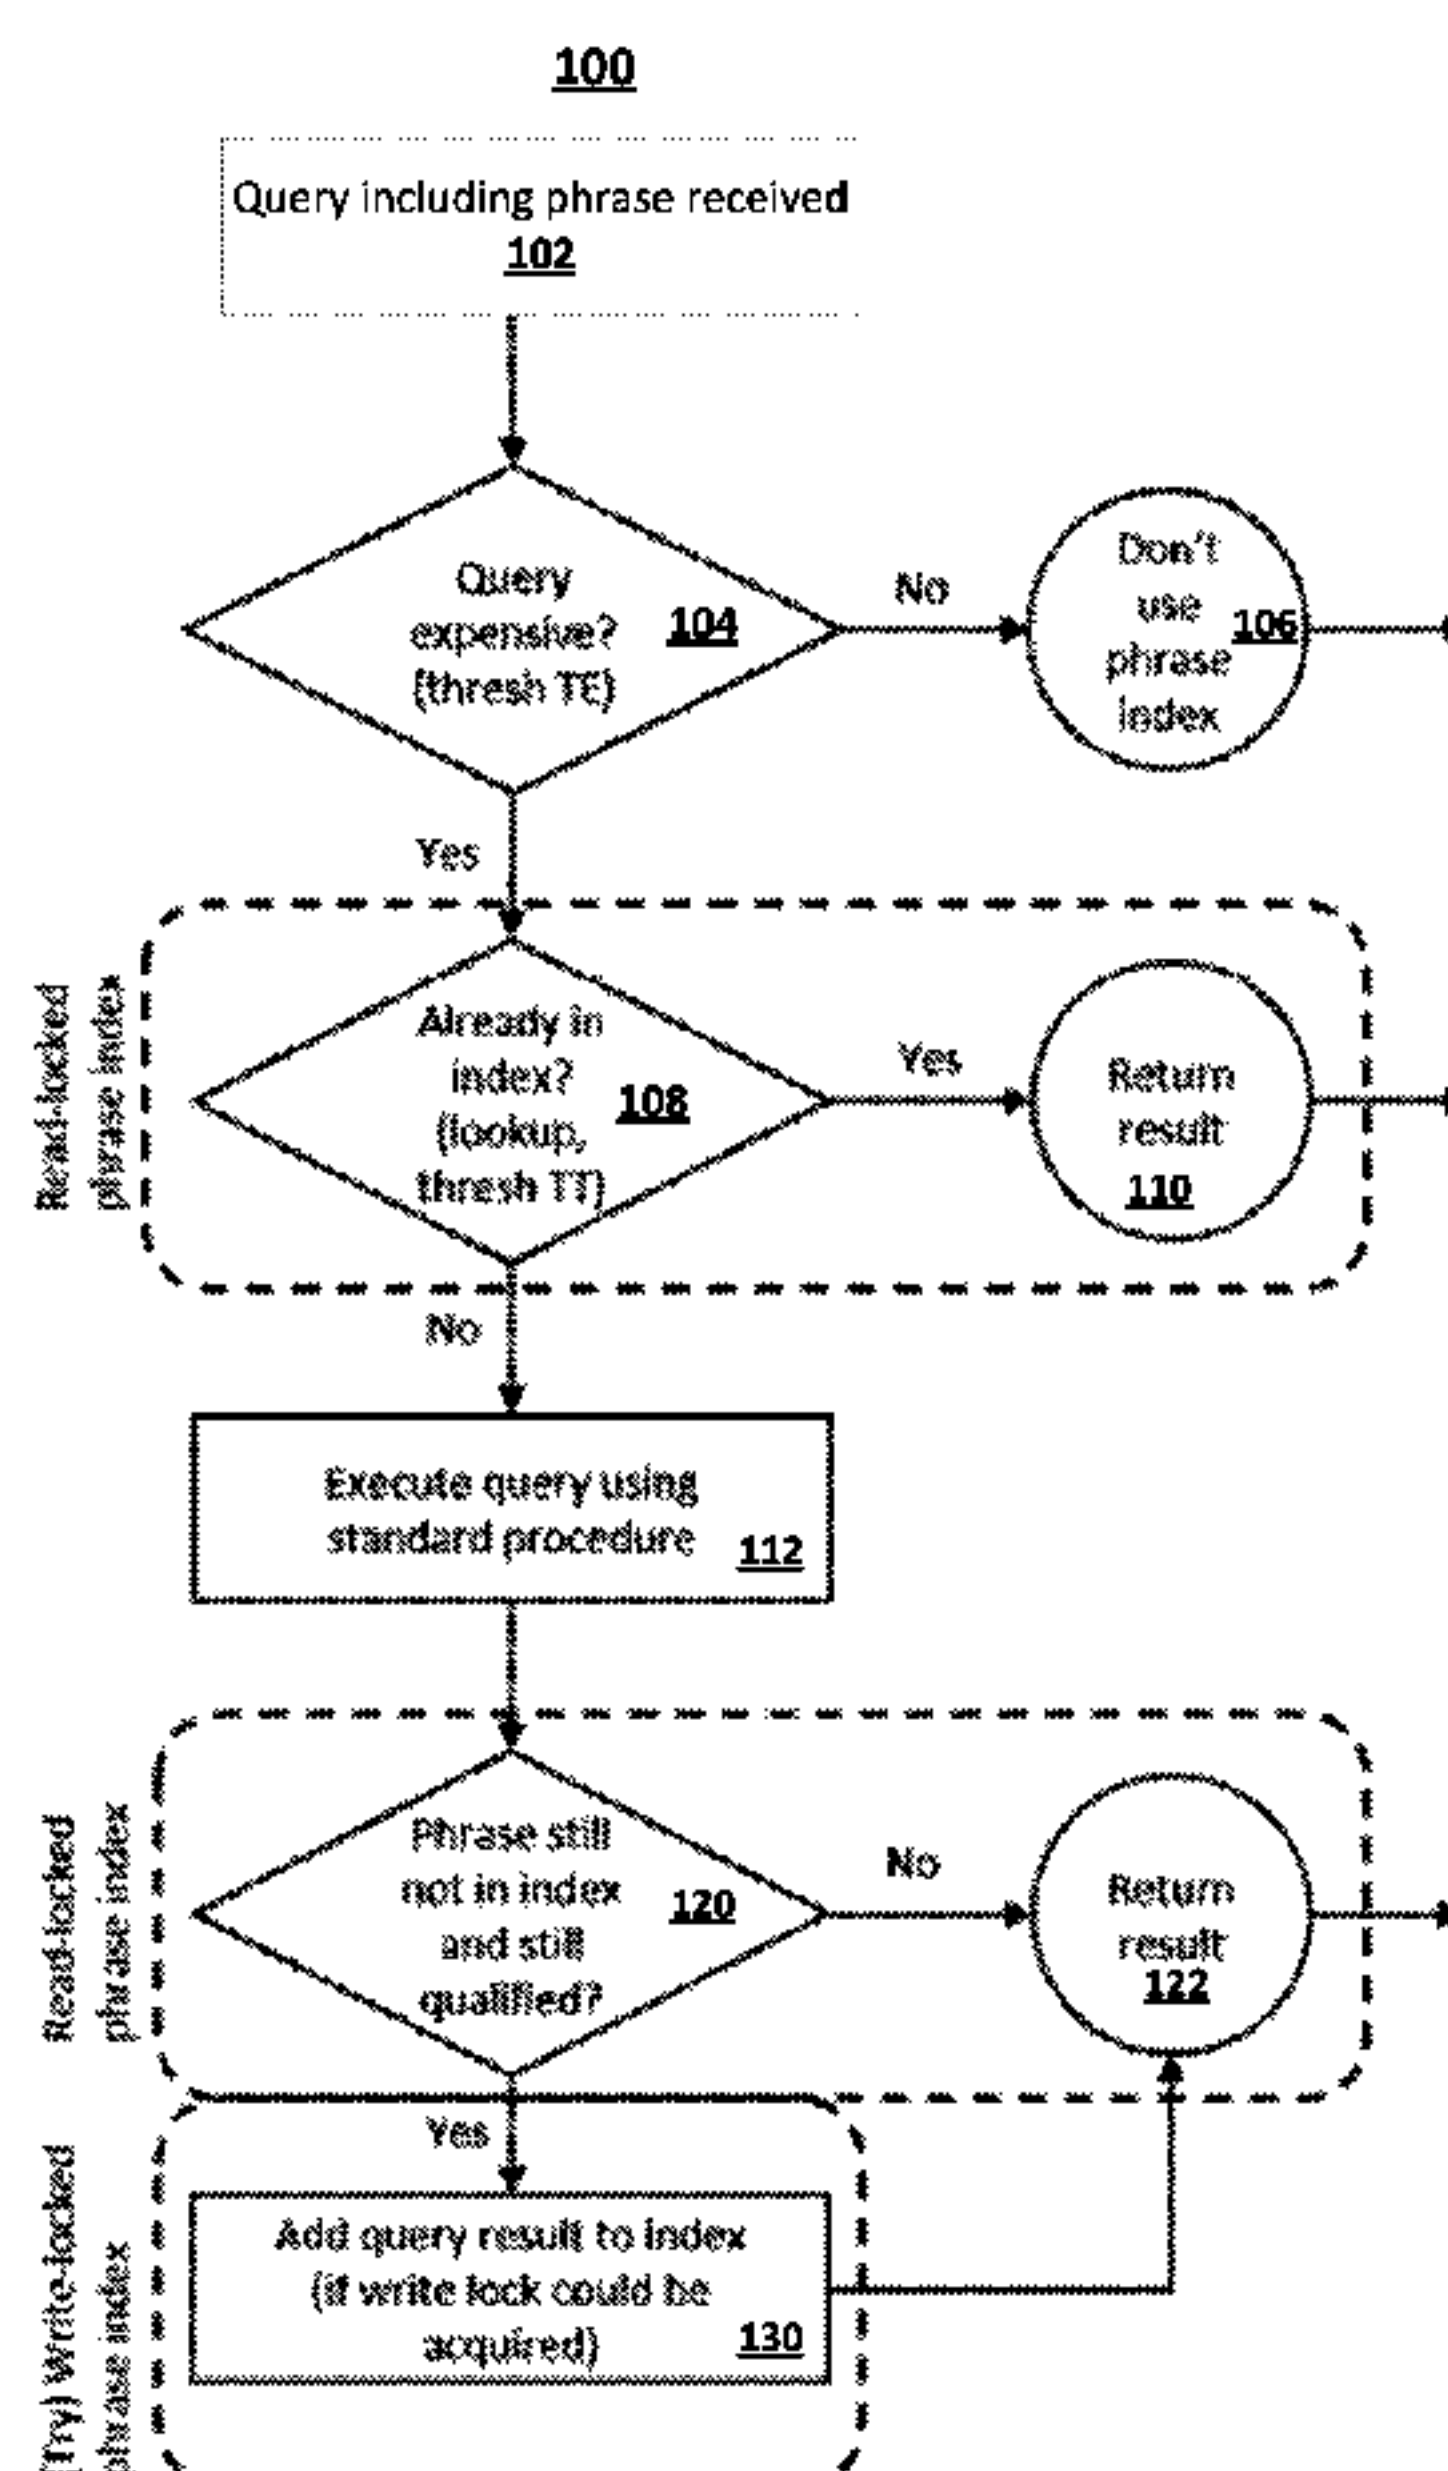 100
Query including phrase received
102
Query
expensive?
(thresh TE)
104
No
Don't
use
phrase
index
106
Yes
Read-locked
phrase index
Already in
index?
(lookup,
thresh TT)
108
Yes
Return
result
110
No
Execute query using
standard procedure
112
Read-locked
phrase index
Phrase still
not in index
and still
qualified?
120
No
Return
result
122
Yes
(Try) Write-locked
phrase index
Add query result to index
(if write lock could be
acquired)
130